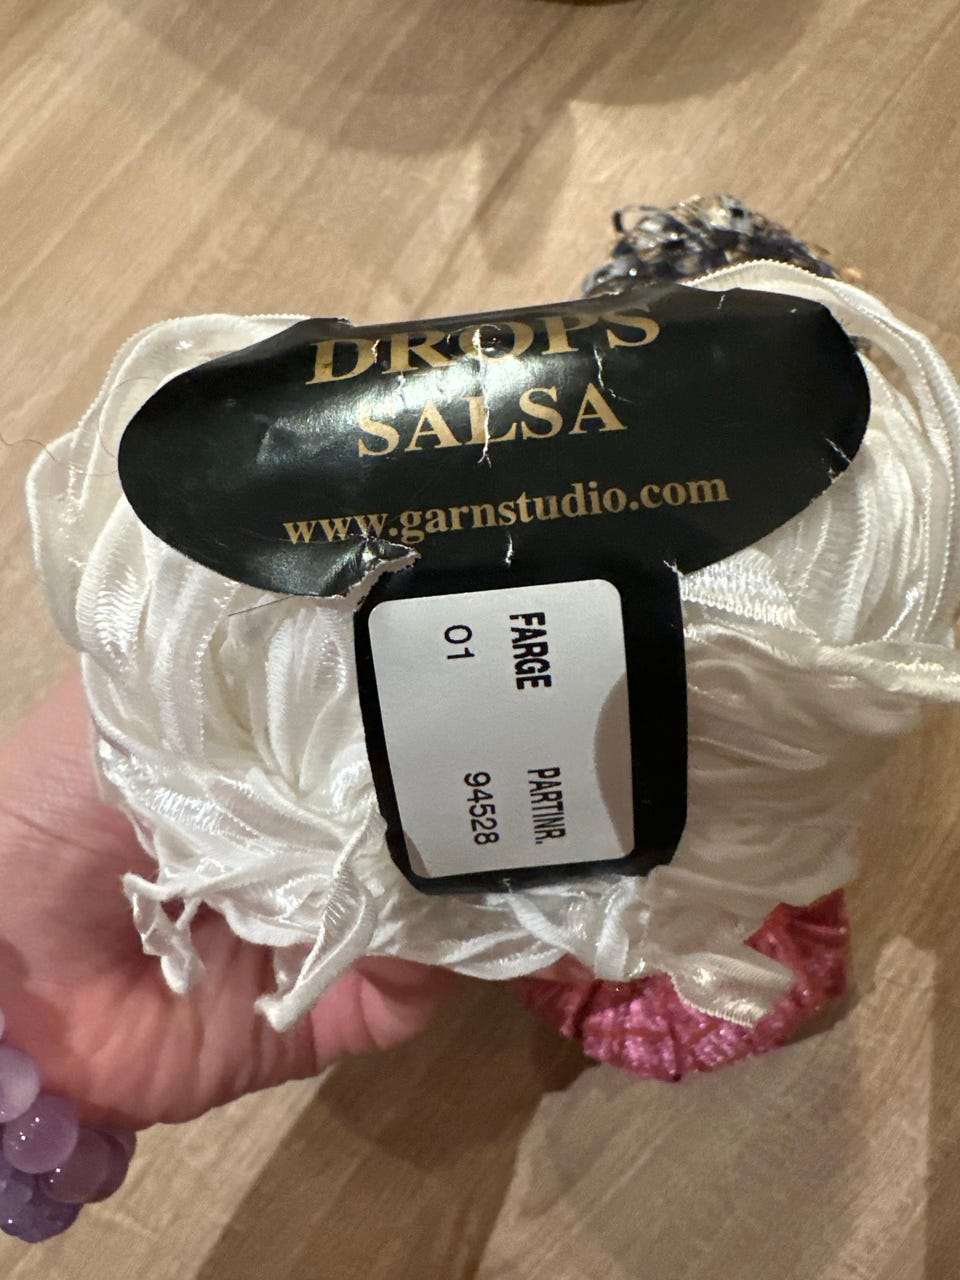 DROPS
SALSA
www.garnstudio.com
FARGE PARTINR.
01 94528